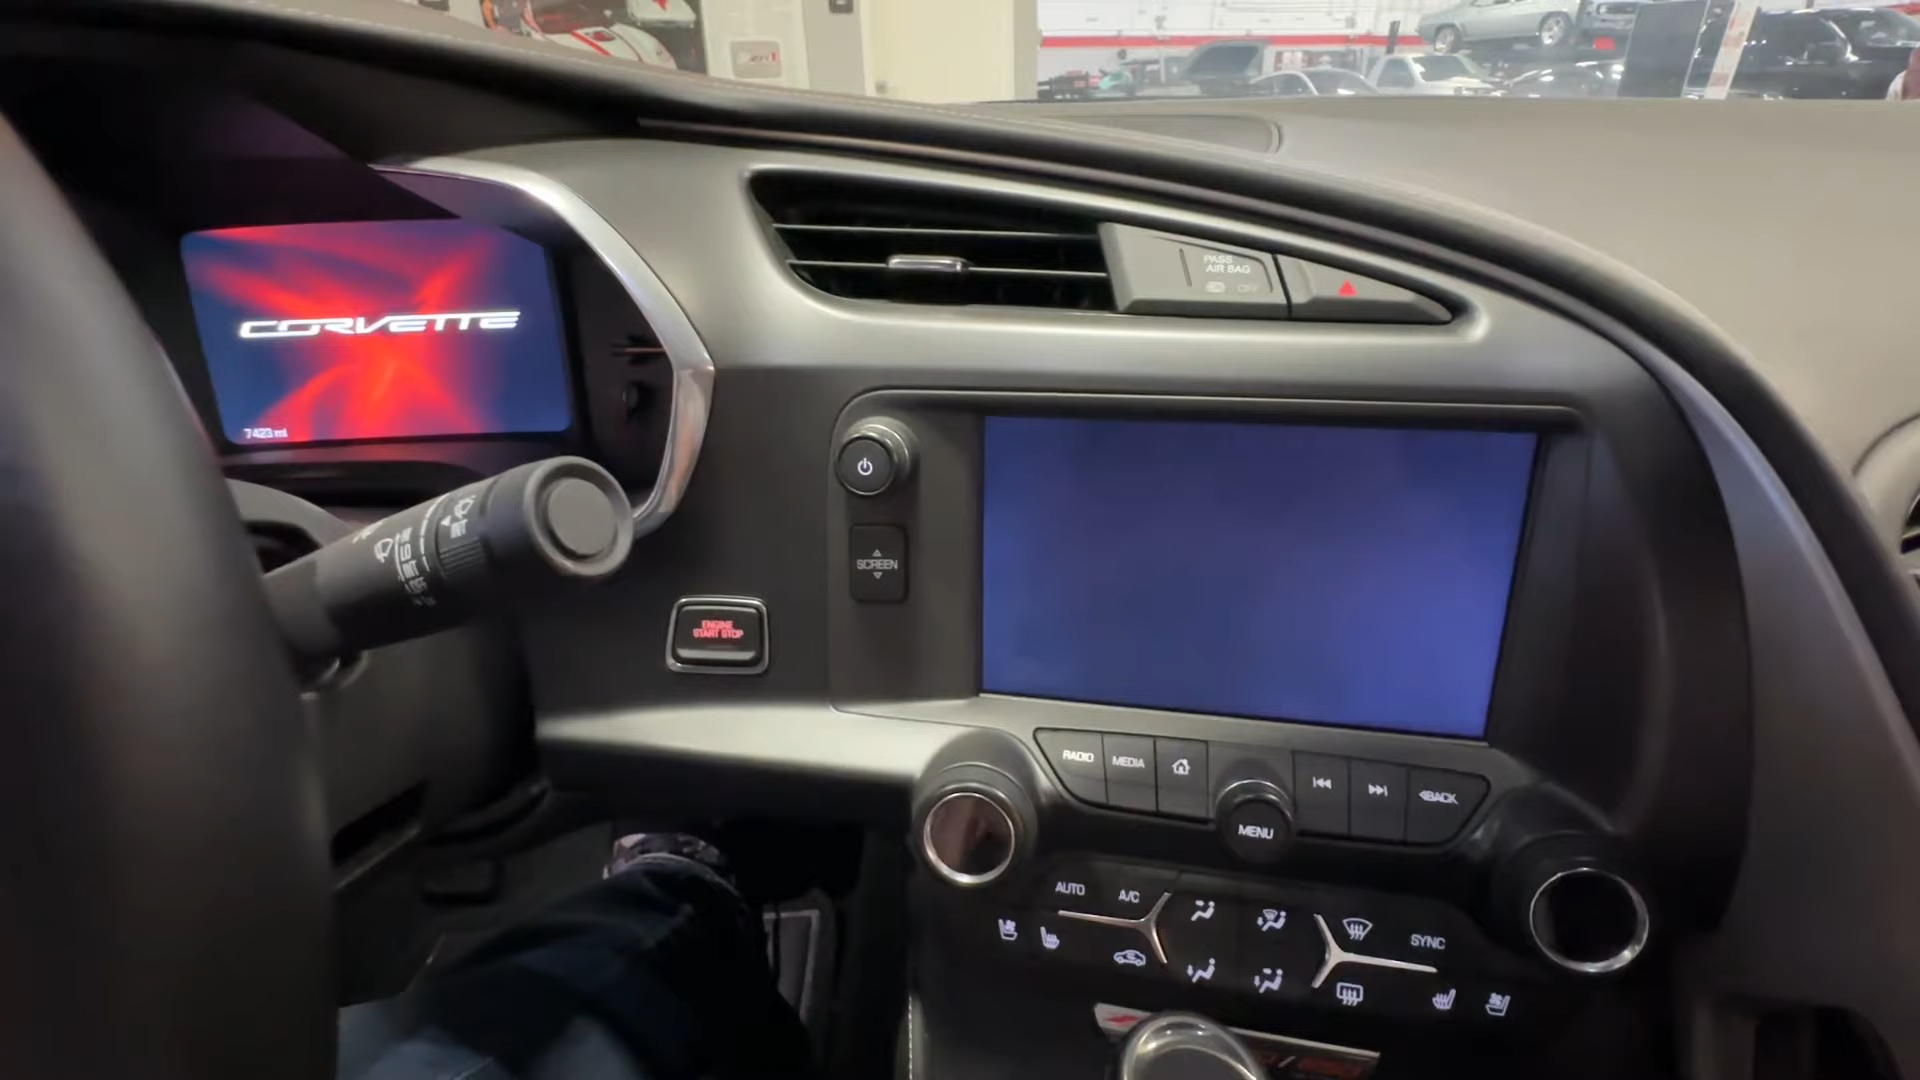 CORVETTE
7423 mi
PASS
AIR BAG
OFF
SCREEN
ENGINE
START STOP
RADIO
MEDIA
MENU
BACK
AUTO
A/C
SYNC